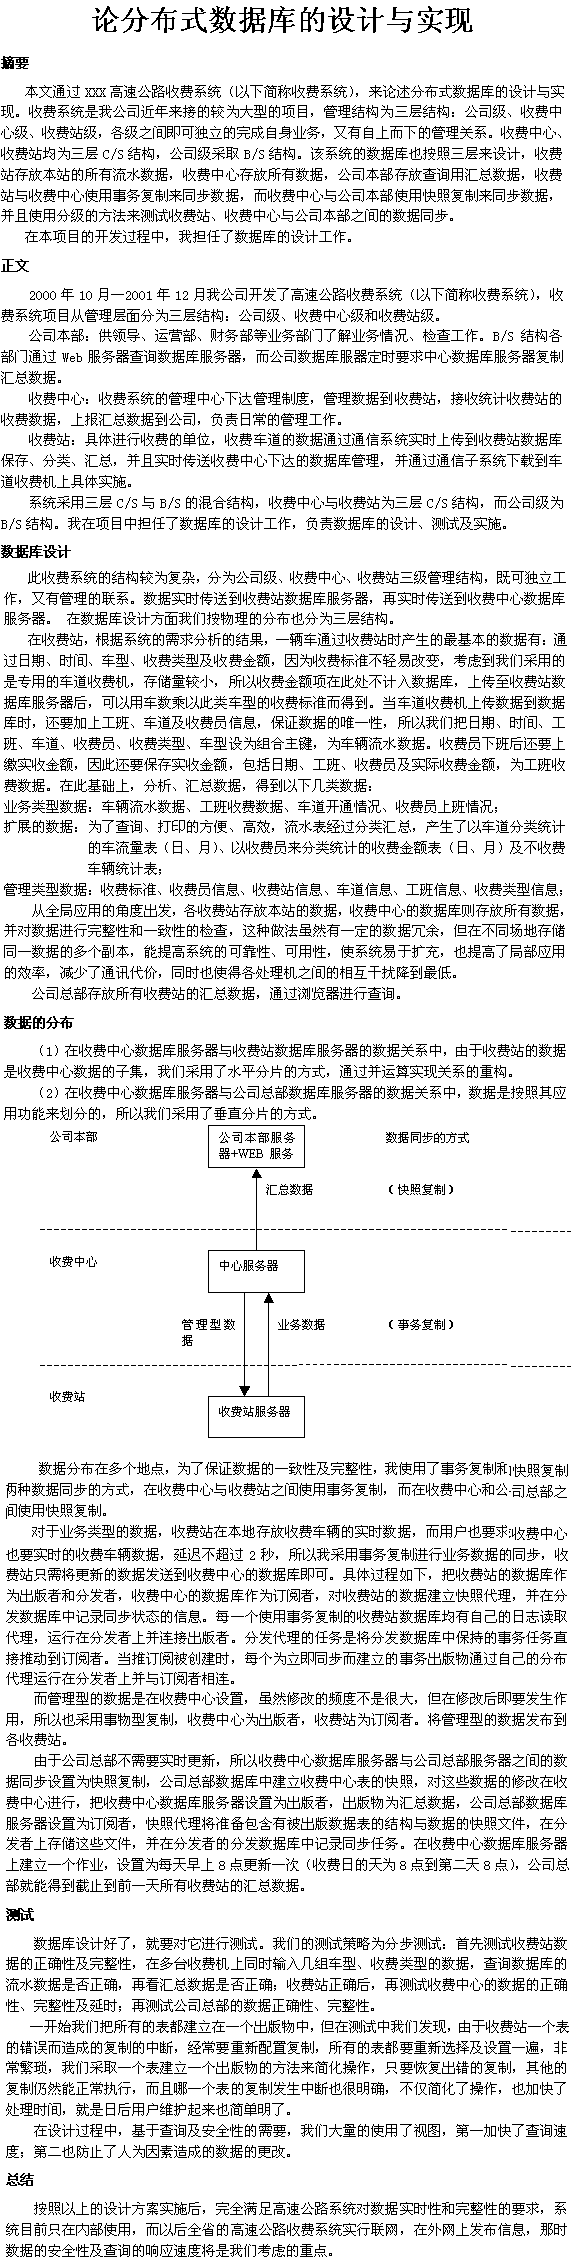 论分布式数据库的设计与实现
摘要
本文通过 XXX 高速公路收费系统（以下简称收费系统），来论述分布式数据库的设计与实
现。收费系统是我公司近年来接的较为大型的项目，管理结构为三层结构：公司级、收费中
心级、收费站级，各级之间即可独立的完成自身业务，又有自上而下的管理关系。收费中心、
收费站均为三层 C/S 结构，公司级采取 B/S 结构。该系统的数据库也按照三层来设计，收费
站存放本站的所有流水数据，收费中心存放所有数据，公司本部存放查询用汇总数据，收费
站与收费中心使用事务复制来同步数据，而收费中心与公司本部使用快照复制来同步数据，
并且使用分级的方法来测试收费站、收费中心与公司本部之间的数据同步。
在本项目的开发过程中，我担任了数据库的设计工作。
正文
2000 年 10 月—2001 年 12 月我公司开发了高速公路收费系统（以下简称收费系统），收
费系统项目从管理层面分为三层结构：公司级、收费中心级和收费站级。
公司本部：供领导、运营部、财务部等业务部门了解业务情况、检查工作。B/S 结构各
部门通过 Web 服务器查询数据库服务器，而公司数据库服器定时要求中心数据库服务器复制
汇总数据。
收费中心：收费系统的管理中心下达管理制度，管理数据到收费站，接收统计收费站的
收费数据，上报汇总数据到公司，负责日常的管理工作。
收费站：具体进行收费的单位，收费车道的数据通过通信系统实时上传到收费站数据库
保存、分类、汇总，并且实时传送收费中心下达的数据库管理，并通过通信子系统下载到车
道收费机上具体实施。
系统采用三层 C/S 与 B/S 的混合结构，收费中心与收费站为三层 C/S 结构，而公司级为
B/S 结构。我在项目中担任了数据库的设计工作，负责数据库的设计、测试及实施。
数据库设计
此收费系统的结构较为复杂，分为公司级、收费中心、收费站三级管理结构，既可独立工
作，又有管理的联系。数据实时传送到收费站数据库服务器，再实时传送到收费中心数据库
服务器。 在数据库设计方面我们按物理的分布也分为三层结构。
在收费站，根据系统的需求分析的结果，一辆车通过收费站时产生的最基本的数据有：通
过日期、时间、车型、收费类型及收费金额，因为收费标准不轻易改变，考虑到我们采用的
是专用的车道收费机，存储量较小，所以收费金额项在此处不计入数据库，上传至收费站数
据库服务器后，可以用车数乘以此类车型的收费标准而得到。当车道收费机上传数据到数据
库时，还要加上工班、车道及收费员信息，保证数据的唯一性，所以我们把日期、时间、工
班、车道、收费员、收费类型、车型设为组合主键，为车辆流水数据。收费员下班后还要上
缴实收金额，因此还要保存实收金额，包括日期、工班、收费员及实际收费金额，为工班收
费数据。在此基础上，分析、汇总数据，得到以下几类数据：
业务类型数据：车辆流水数据、工班收费数据、车道开通情况、收费员上班情况；
扩展的数据：为了查询、打印的方便、高效，流水表经过分类汇总，产生了以车道分类统计
的车流量表（日、月）、以收费员来分类统计的收费金额表（日、月）及不收费
车辆统计表；
管理类型数据：收费标准、收费员信息、收费站信息、车道信息、工班信息、收费类型信息；
从全局应用的角度出发，各收费站存放本站的数据，收费中心的数据库则存放所有数据，
并对数据进行完整性和一致性的检查，这种做法虽然有一定的数据冗余，但在不同场地存储
同一数据的多个副本，能提高系统的可靠性、可用性，使系统易于扩充，也提高了局部应用
的效率，减少了通讯代价，同时也使得各处理机之间的相互干扰降到最低。
公司总部存放所有收费站的汇总数据，通过浏览器进行查询。
数据的分布
（1）在收费中心数据库服务器与收费站数据库服务器的数据关系中，由于收费站的数据
是收费中心数据的子集，我们采用了水平分片的方式，通过并运算实现关系的重构。
（2）在收费中心数据库服务器与公司总部数据库服务器的数据关系中，数据是按照其应
用功能来划分的，所以我们采用了垂直分片的方式。
公司本部
公司本部服务
器+WEB 服务
数据同步的方式
汇总数据
（快照复制）
收费中心
中心服务器
管理型数
据
业务数据
（事务复制）
收费站
收费站服务器
数据分布在多个地点，为了保证数据的一致性及完整性，我使用了事务复制和快照复制
两种数据同步的方式，在收费中心与收费站之间使用事务复制，而在收费中心和公司总部之
间使用快照复制。
对于业务类型的数据，收费站在本地存放收费车辆的实时数据，而用户也要求收费中心
也要实时的收费车辆数据，延迟不超过 2 秒，所以我采用事务复制进行业务数据的同步，收
费站只需将更新的数据发送到收费中心的数据库即可。具体过程如下，把收费站的数据库作
为出版者和分发者，收费中心的数据库作为订阅者，对收费站的数据建立快照代理，并在分
发数据库中记录同步状态的信息。每一个使用事务复制的收费站数据库均有自己的日志读取
代理，运行在分发者上并连接出版者。分发代理的任务是将分发数据库中保持的事务任务直
接推动到订阅者。当推订阅被创建时，每个为立即同步而建立的事务出版物通过自己的分布
代理运行在分发者上并与订阅者相连。
而管理型的数据是在收费中心设置，虽然修改的频度不是很大，但在修改后即要发生作
用，所以也采用事物型复制，收费中心为出版者，收费站为订阅者。将管理型的数据发布到
各收费站。
由于公司总部不需要实时更新，所以收费中心数据库服务器与公司总部服务器之间的数
据同步设置为快照复制，公司总部数据库中建立收费中心表的快照，对这些数据的修改在收
费中心进行，把收费中心数据库服务器设置为出版者，出版物为汇总数据，公司总部数据库
服务器设置为订阅者，快照代理将准备包含有被出版数据表的结构与数据的快照文件，在分
发者上存储这些文件，并在分发者的分发数据库中记录同步任务。在收费中心数据库服务器
上建立一个作业，设置为每天早上 8 点更新一次（收费日的天为 8 点到第二天 8 点），公司总
部就能得到截止到前一天所有收费站的汇总数据。
测试
数据库设计好了，就要对它进行测试。我们的测试策略为分步测试：首先测试收费站数
据的正确性及完整性，在多台收费机上同时输入几组车型、收费类型的数据，查询数据库的
流水数据是否正确，再看汇总数据是否正确；收费站正确后，再测试收费中心的数据的正确
性、完整性及延时；再测试公司总部的数据正确性、完整性。
一开始我们把所有的表都建立在一个出版物中，但在测试中我们发现，由于收费站一个表
的错误而造成的复制的中断，经常要重新配置复制，所有的表都要重新选择及设置一遍，非
常繁琐，我们采取一个表建立一个出版物的方法来简化操作，只要恢复出错的复制，其他的
复制仍然能正常执行，而且哪一个表的复制发生中断也很明确，不仅简化了操作，也加快了
处理时间，就是日后用户维护起来也简单明了。
在设计过程中，基于查询及安全性的需要，我们大量的使用了视图，第一加快了查询速
度；第二也防止了人为因素造成的数据的更改。
总结
按照以上的设计方案实施后，完全满足高速公路系统对数据实时性和完整性的要求，系
统目前只在内部使用，而以后全省的高速公路收费系统实行联网，在外网上发布信息，那时
数据的安全性及查询的响应速度将是我们考虑的重点。